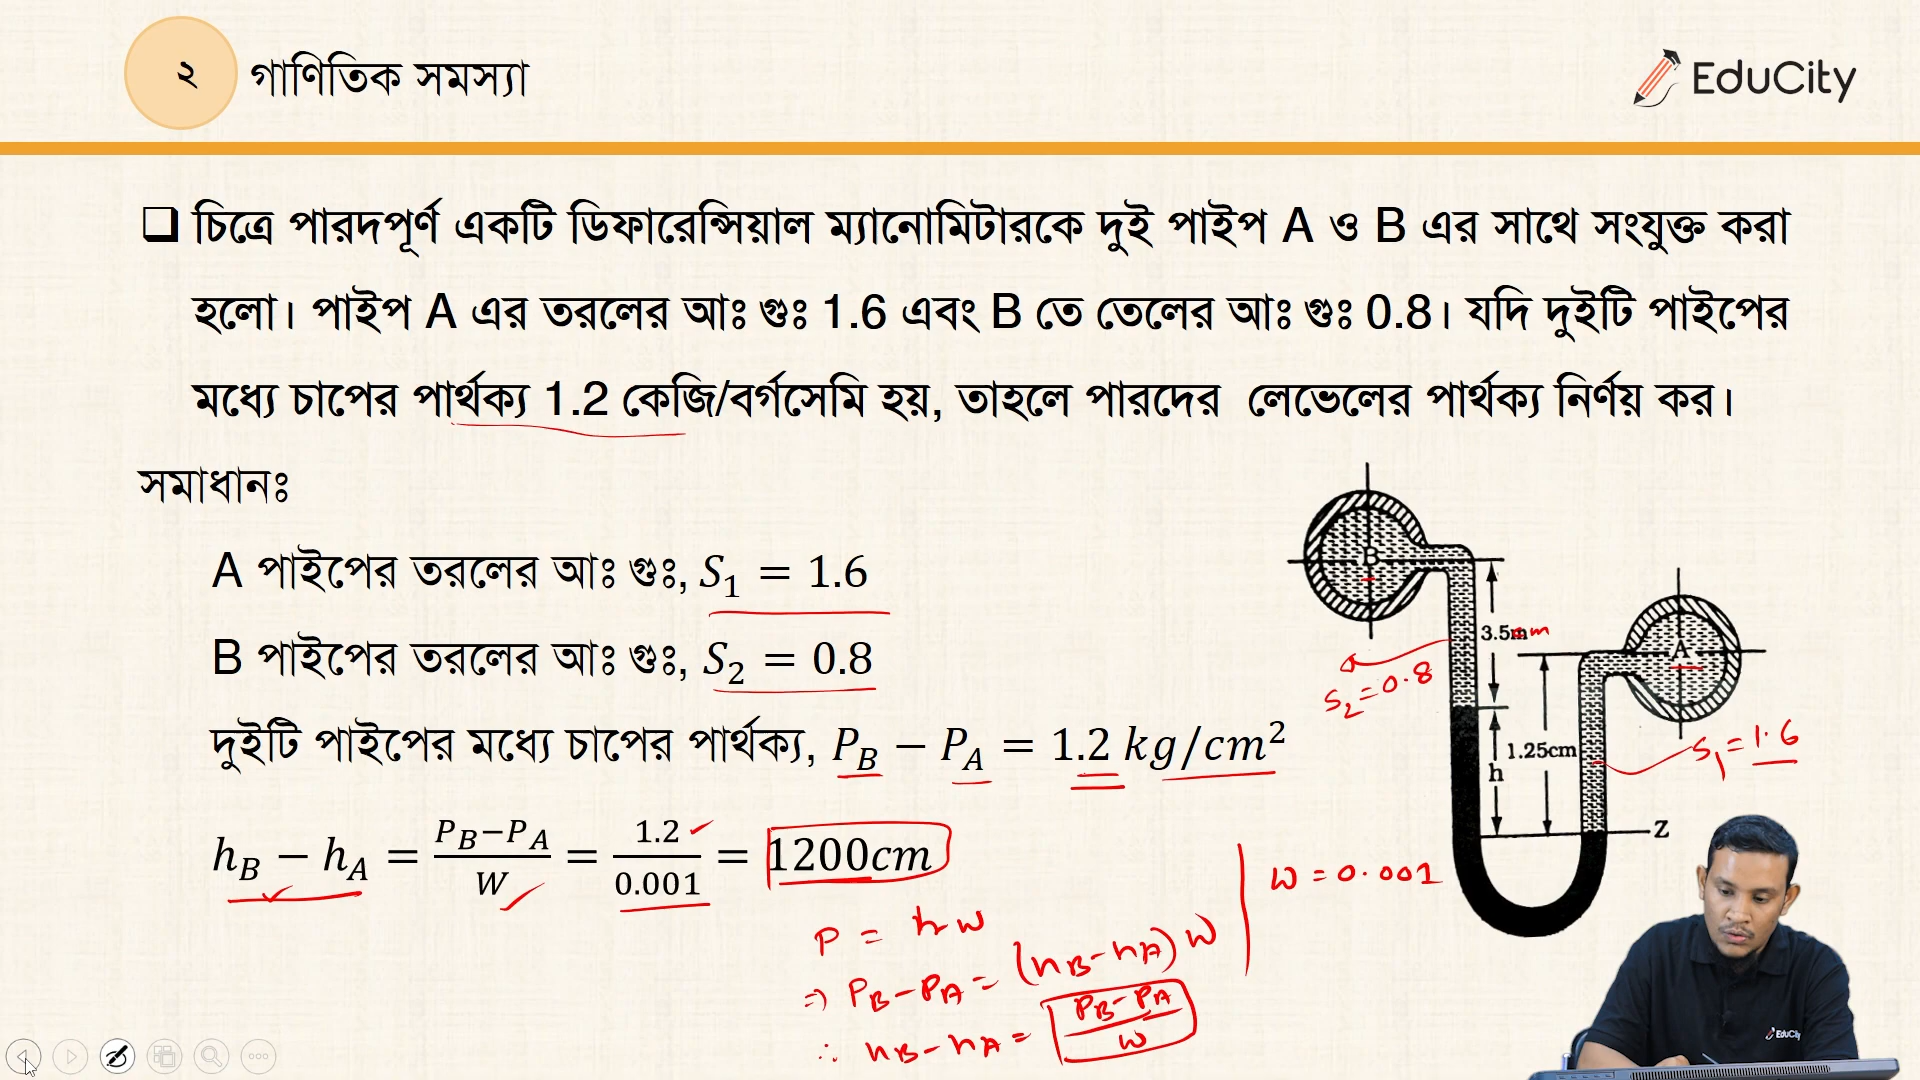 ২ গাণিতিক সমস্যা
EduCity
❑ চিত্রে পারদপূর্ণ একটি ডিফারেন্সিয়াল ম্যানোমিটারকে দুই পাইপ A ও B এর সাথে সংযুক্ত করা
হলো। পাইপ A এর তরলের আঃ গুঃ 1.6 এবং B তে তেলের আঃ গুঃ 0.8। যদি দুইটি পাইপের
মধ্যে চাপের পার্থক্য 1.2 কেজি/বর্গসেমি হয়, তাহলে পারদের লেভেলের পার্থক্য নির্ণয় কর।
সমাধানঃ
A পাইপের তরলের আঃ গুঃ, S₁ = 1.6
B পাইপের তরলের আঃ গুঃ, S₂ = 0.8
দুইটি পাইপের মধ্যে চাপের পার্থক্য, P_B − P_A = 1.2 kg/cm²
h_B − h_A = (P_B−P_A)/W = 1.2/0.001 = 1200cm
P = hw
⇒ P_B − P_A = (h_B − h_A) W
∴ h_B − h_A = (P_B − P_A)/W
W = 0.001
B
3.5cm
S₂ = 0.8
A
1.25cm
h
S₁ = 1.6
Z
EduCity